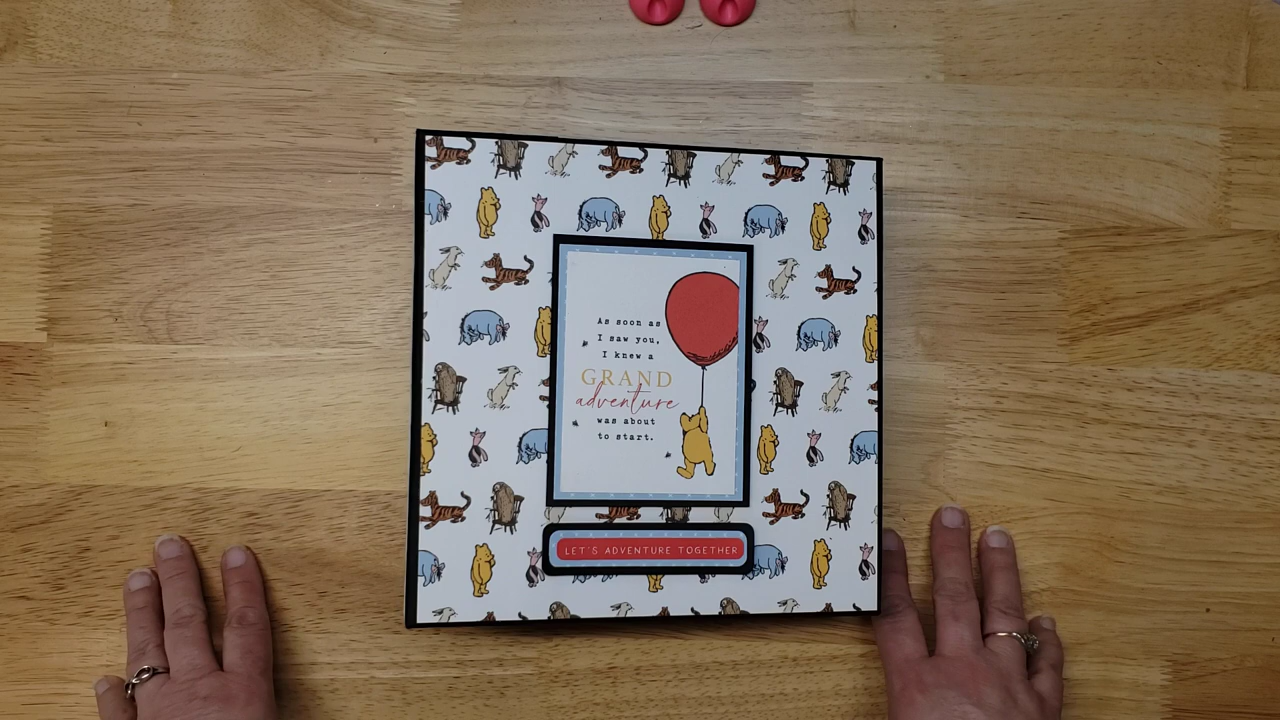 As soon as
I saw you,
I knew a
GRAND
adventure
was about
to start.
LET'S ADVENTURE TOGETHER